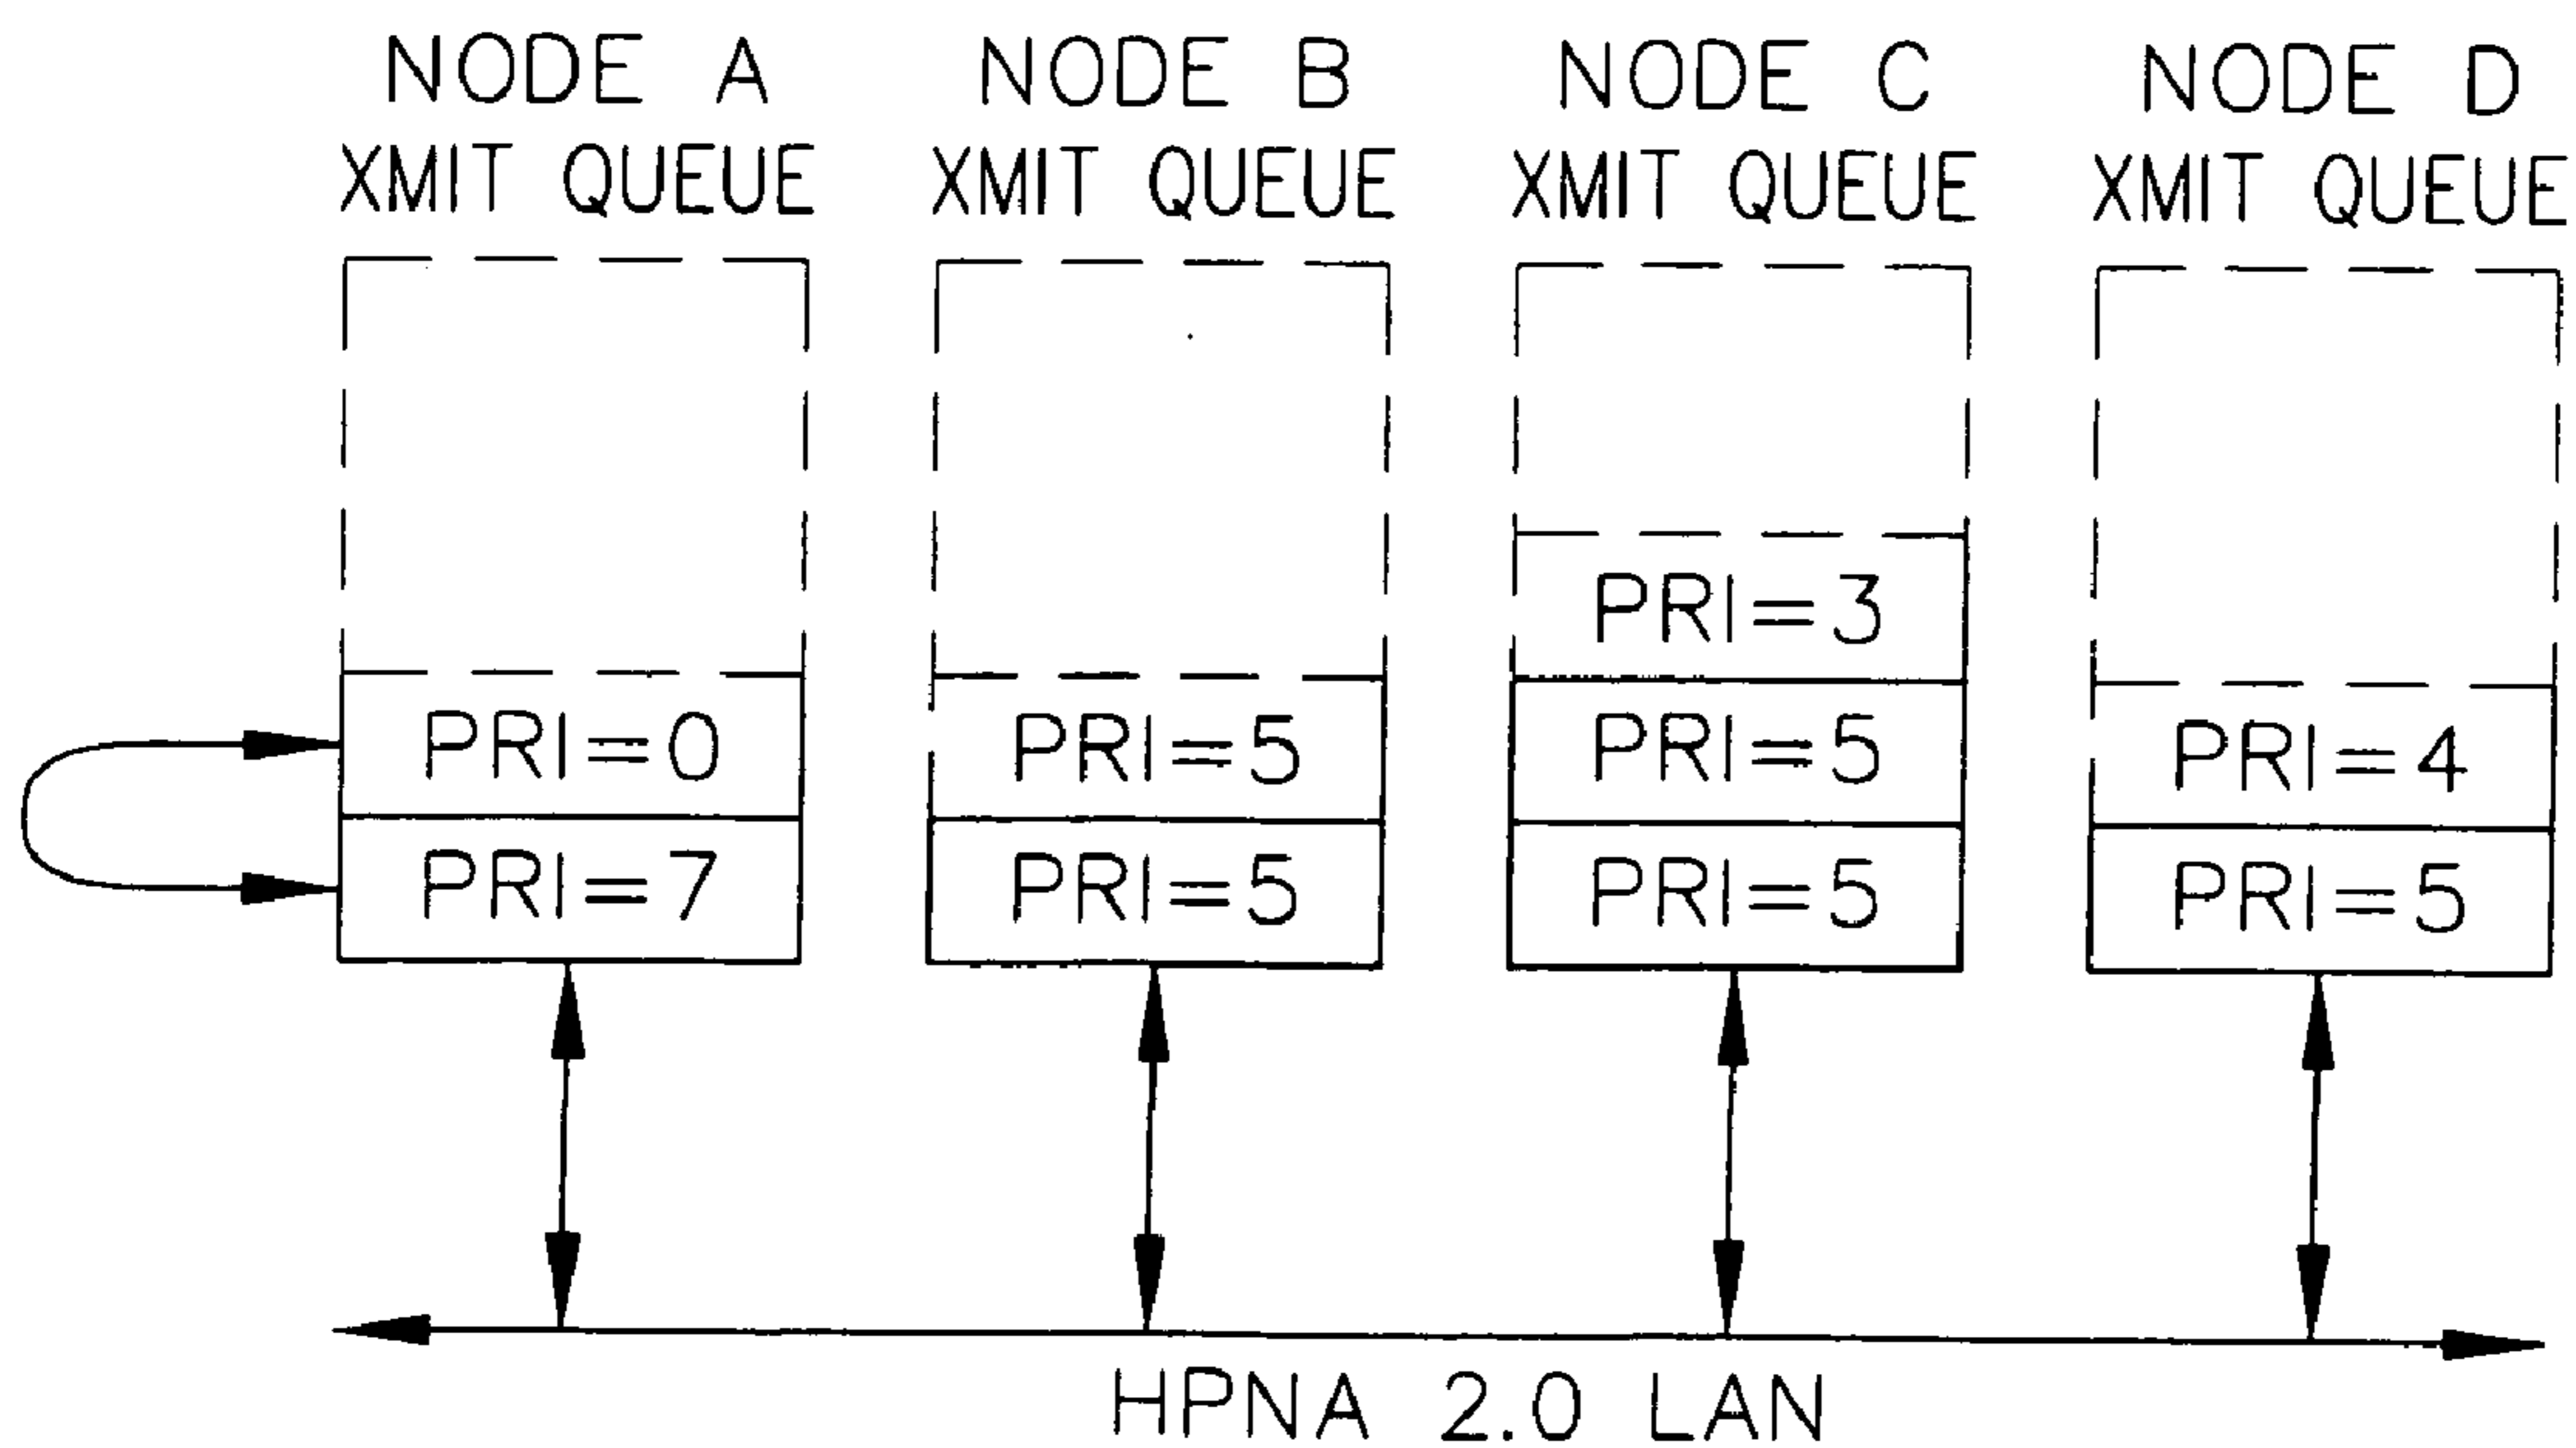 NODE A
XMIT QUEUE
NODE B
XMIT QUEUE
NODE C
XMIT QUEUE
NODE D
XMIT QUEUE
PRI=0
PRI=7
PRI=5
PRI=5
PRI=3
PRI=5
PRI=5
PRI=4
PRI=5
HPNA 2.0 LAN